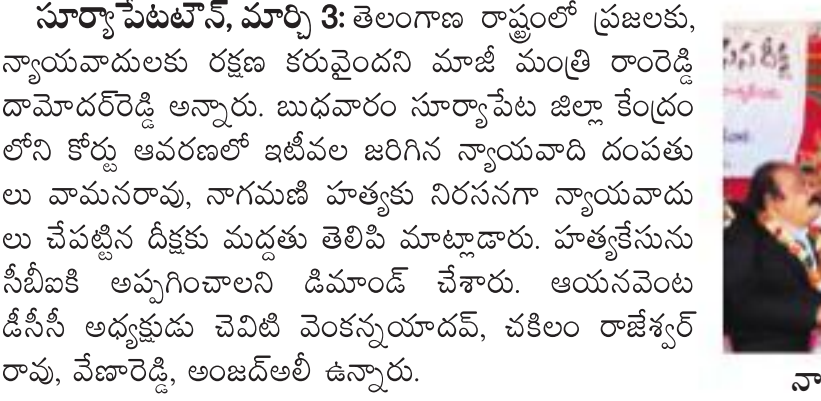 సూర్యాపేటటౌన్, మార్చి 3: తెలంగాణ రాష్ట్రంలో ప్రజలకు,
న్యాయవాదులకు రక్షణ కరువైందని మాజీ మంత్రి రాంరెడ్డి
దామోదర్‌రెడ్డి అన్నారు. బుధవారం సూర్యాపేట జిల్లా కేంద్రం
లోని కోర్టు ఆవరణలో ఇటీవల జరిగిన న్యాయవాది దంపతు
లు వామనరావు, నాగమణి హత్యకు నిరసనగా న్యాయవాదు
లు చేపట్టిన దీక్షకు మద్దతు తెలిపి మాట్లాడారు. హత్యకేసును
సీబీఐకి అప్పగించాలని డిమాండ్ చేశారు. ఆయనవెంట
డీసీసీ అధ్యక్షుడు చెవిటి వెంకన్నయాదవ్, చకిలం రాజేశ్వర్
రావు, వేణారెడ్డి, అంజద్‌అలీ ఉన్నారు.
నా